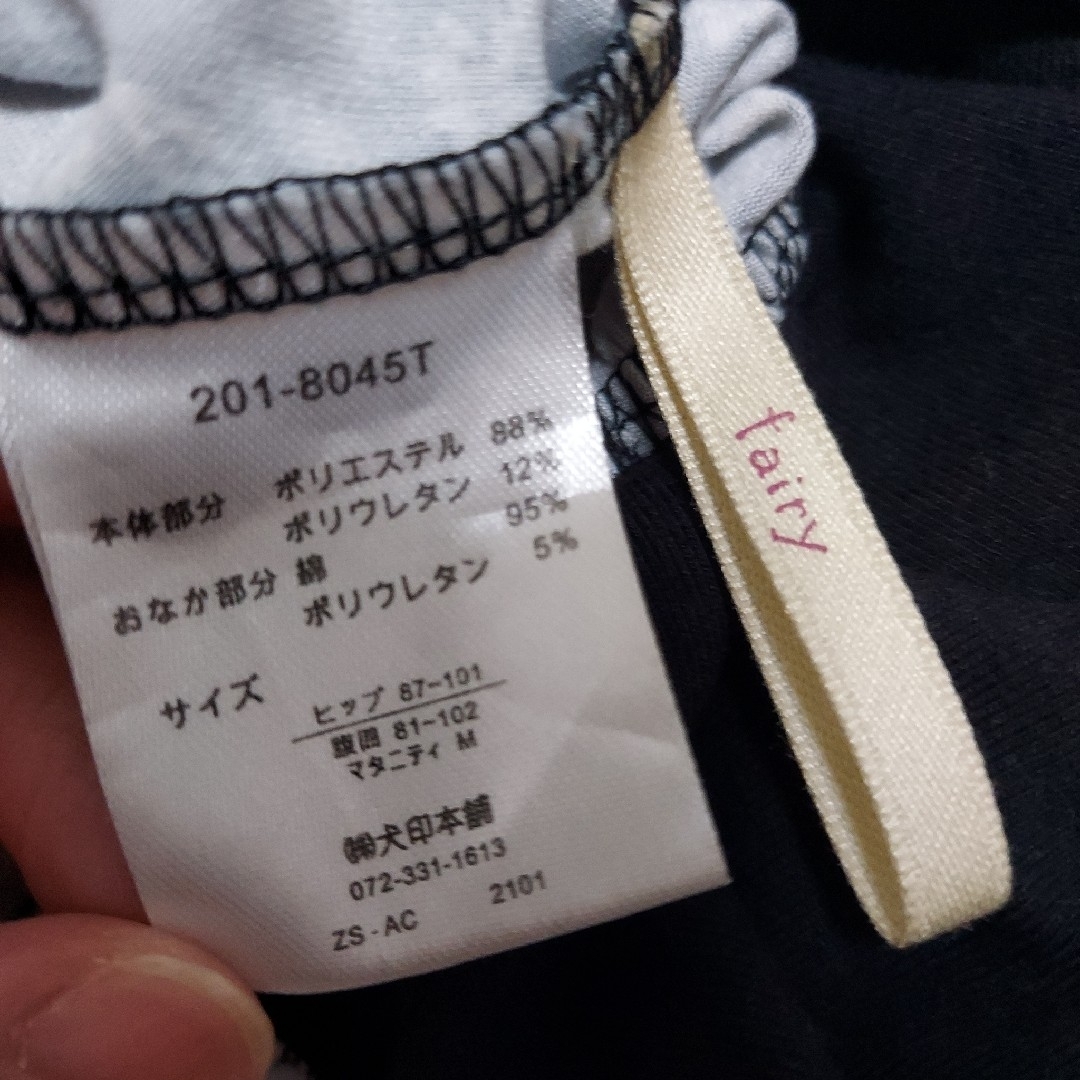 201-8045T
本体部分 ポリエステル 88%
ポリウレタン 12%
おなか部分 綿 95%
ポリウレタン 5%
サイズ ヒップ 87-101
腹囲 81-102
マタニティ M
㈱犬印本舗
072-331-1613
ZS-AC 2101
fairy